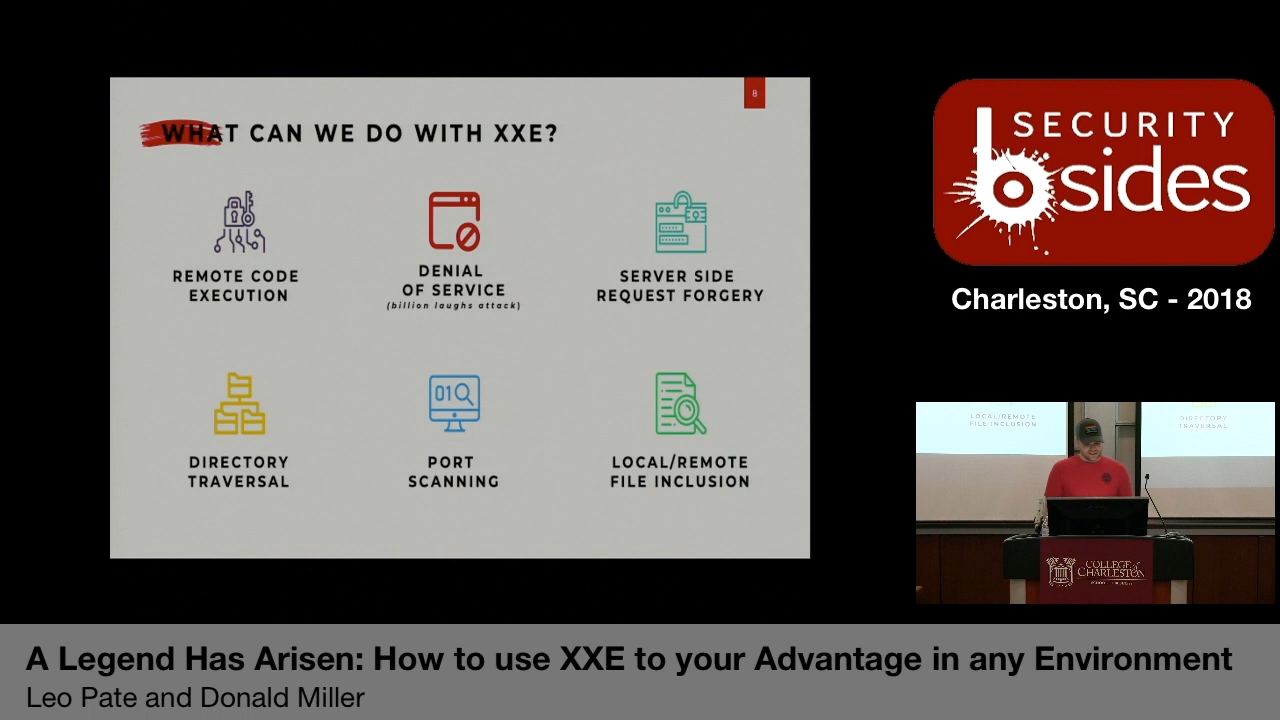 8
WHAT CAN WE DO WITH XXE?
REMOTE CODE
EXECUTION
DENIAL
OF SERVICE
(billion laughs attack)
SERVER SIDE
REQUEST FORGERY
01
DIRECTORY
TRAVERSAL
PORT
SCANNING
LOCAL/REMOTE
FILE INCLUSION
SECURITY
bsides
Charleston, SC - 2018
LOCAL/REMOTE
FILE INCLUSION
DIRECTORY
TRAVERSAL
COLLEGE of
CHARLESTON
A Legend Has Arisen: How to use XXE to your Advantage in any Environment
Leo Pate and Donald Miller